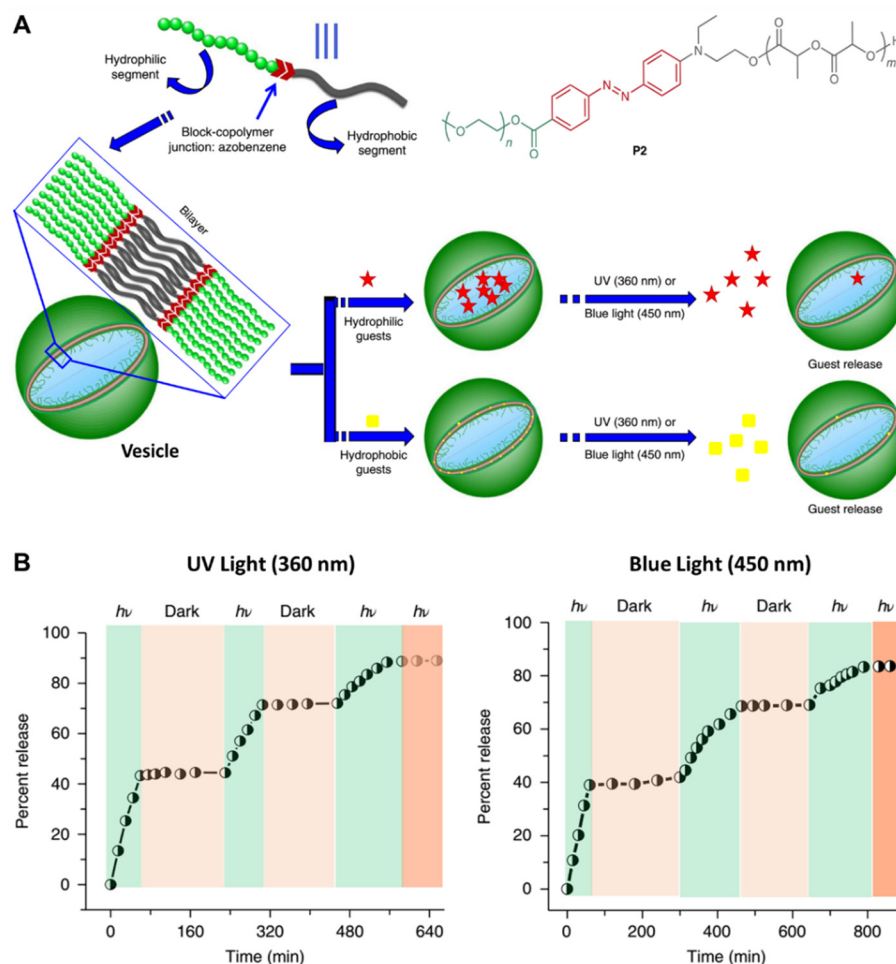 A
Hydrophilic
segment
Block-copolymer
junction: azobenzene
Hydrophobic
segment
N
N
N
O
O
O
O
O
O
O
H
m
n
P2
Bilayer
Vesicle
Hydrophilic
guests
UV (360 nm) or
Blue light (450 nm)
Guest release
Hydrophobic
guests
UV (360 nm) or
Blue light (450 nm)
Guest release
B
UV Light (360 nm)
hν Dark hν Dark hν hν
Percent release
100
80
60
40
20
0
0 160 320 480 640
Time (min)
Blue Light (450 nm)
hν Dark hν Dark hν hν
Percent release
100
80
60
40
20
0
0 200 400 600 800
Time (min)